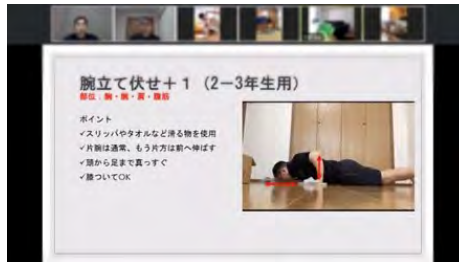 腕立て伏せ+1（2ー3年生用）
部位：胸・腕・肩・腹筋
ポイント
✓スリッパやタオルなど滑る物を使用
✓片腕は通常、もう片方は前へ伸ばす
✓頭から足まで真っすぐ
✓膝ついてOK